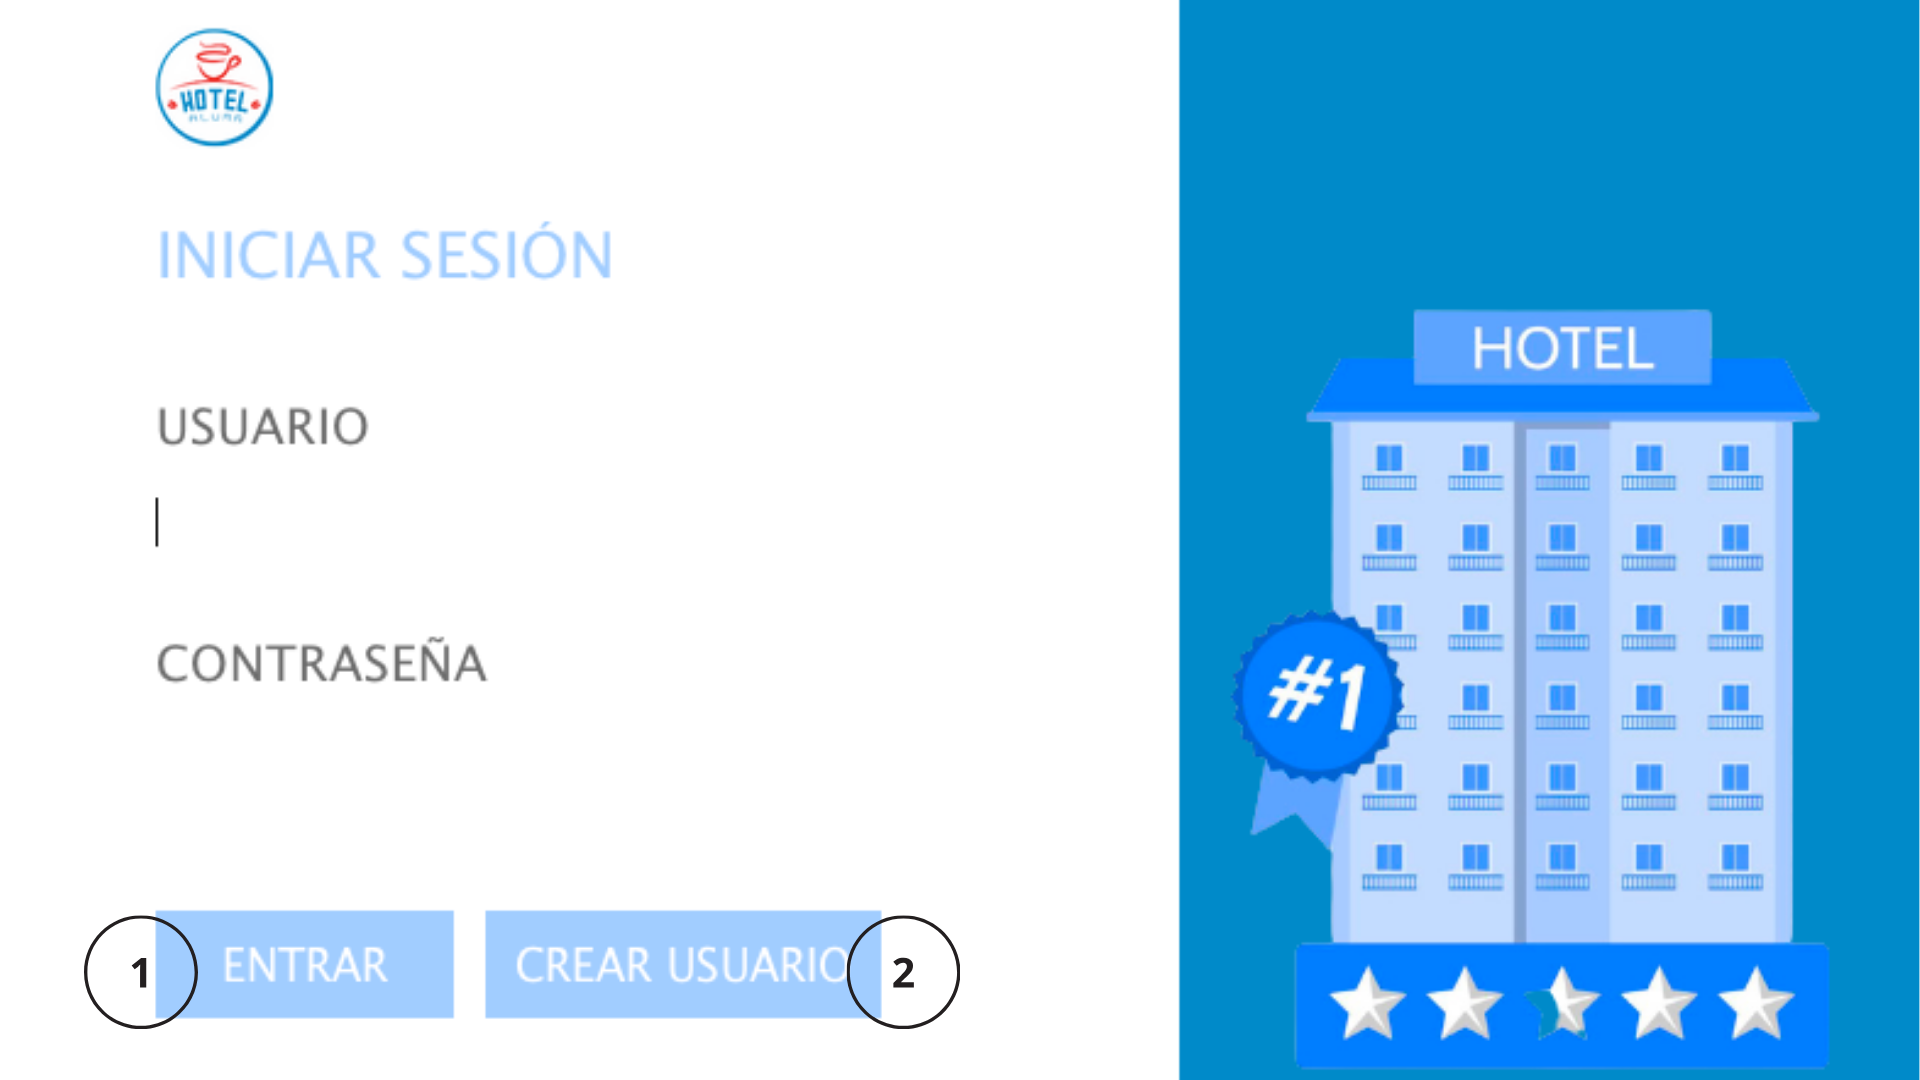 HOTEL
ALURA
INICIAR SESIÓN
USUARIO
CONTRASEÑA
1 ENTRAR
CREAR USUARIO 2
HOTEL
#1